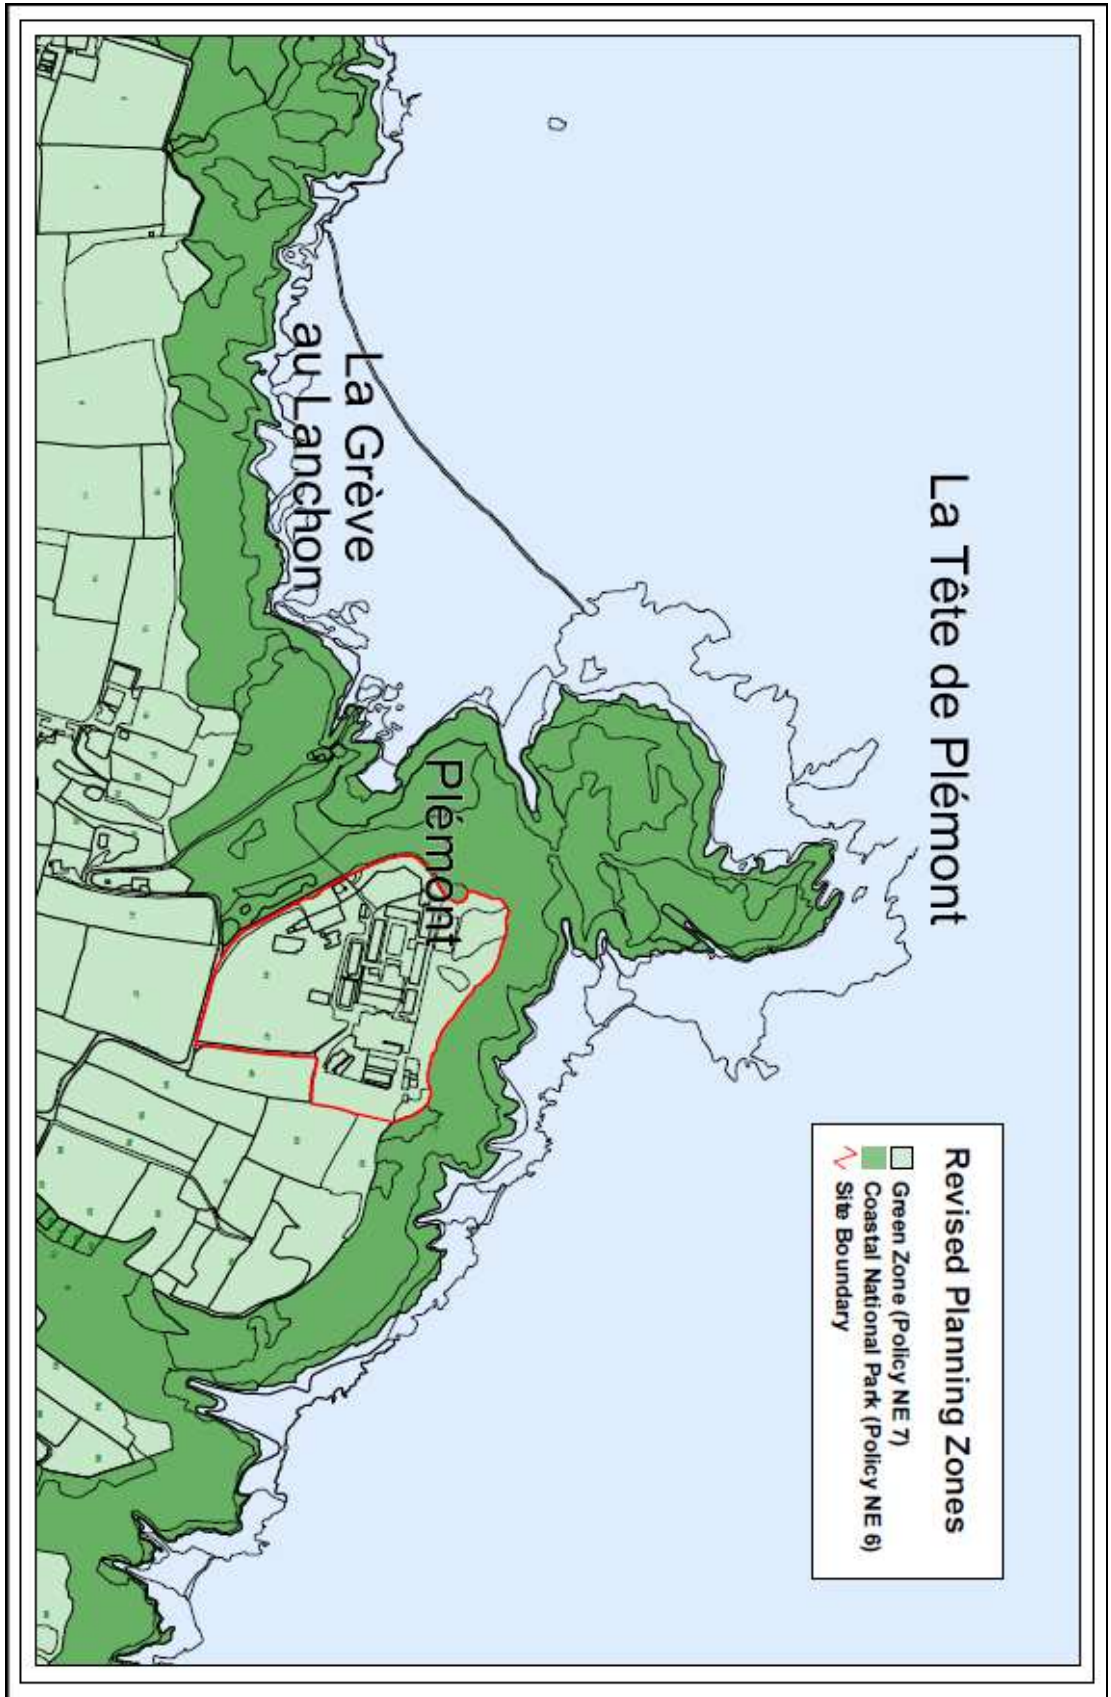 La Tête de Plémont
La Grève
au Lanchon
Plémont
Revised Planning Zones
Green Zone (Policy NE 7)
Coastal National Park (Policy NE 6)
Site Boundary